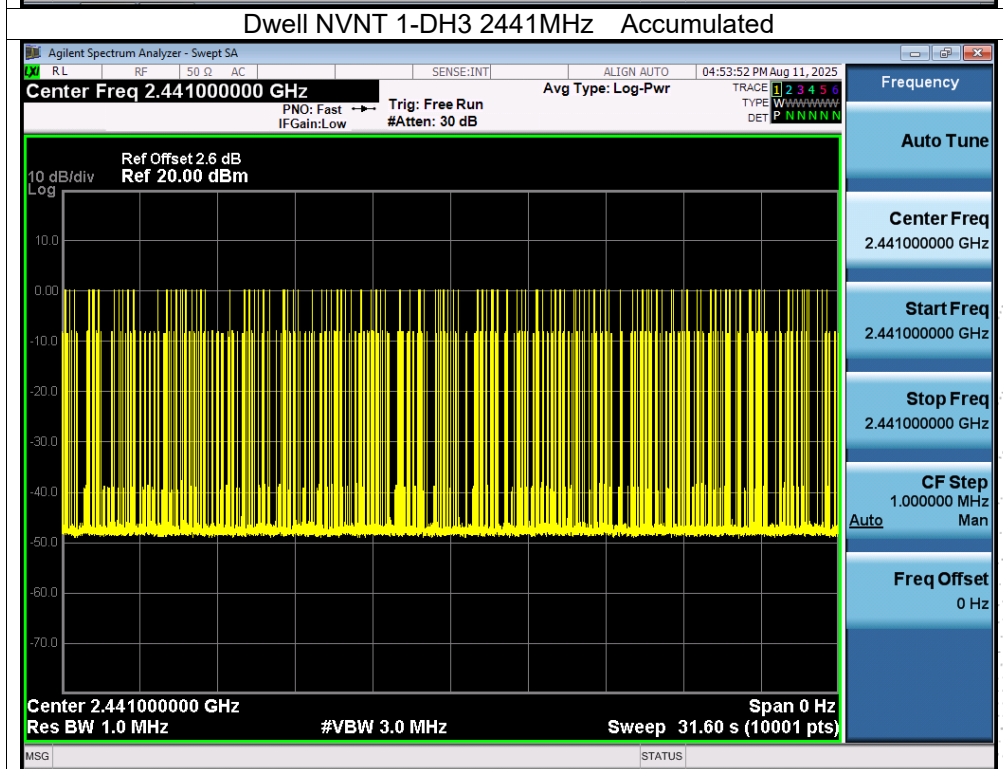 Dwell NVNT 1-DH3 2441MHz Accumulated
Agilent Spectrum Analyzer - Swept SA
LXI RL RF 50 Ω AC SENSE:INT ALIGN AUTO 04:53:52 PM Aug 11, 2025
Center Freq 2.441000000 GHz
PNO: Fast
IFGain:Low
Trig: Free Run
#Atten: 30 dB
Avg Type: Log-Pwr
TRACE 1 2 3 4 5 6
TYPE WWWWWWW
DET P N N N N N
Frequency
Ref Offset 2.6 dB
10 dB/div Ref 20.00 dBm
Log
10.0
0.00
-10.0
-20.0
-30.0
-40.0
-50.0
-60.0
-70.0
Center 2.441000000 GHz Span 0 Hz
Res BW 1.0 MHz #VBW 3.0 MHz Sweep 31.60 s (10001 pts)
Auto Tune
Center Freq
2.441000000 GHz
Start Freq
2.441000000 GHz
Stop Freq
2.441000000 GHz
CF Step
1.000000 MHz
Auto Man
Freq Offset
0 Hz
MSG STATUS